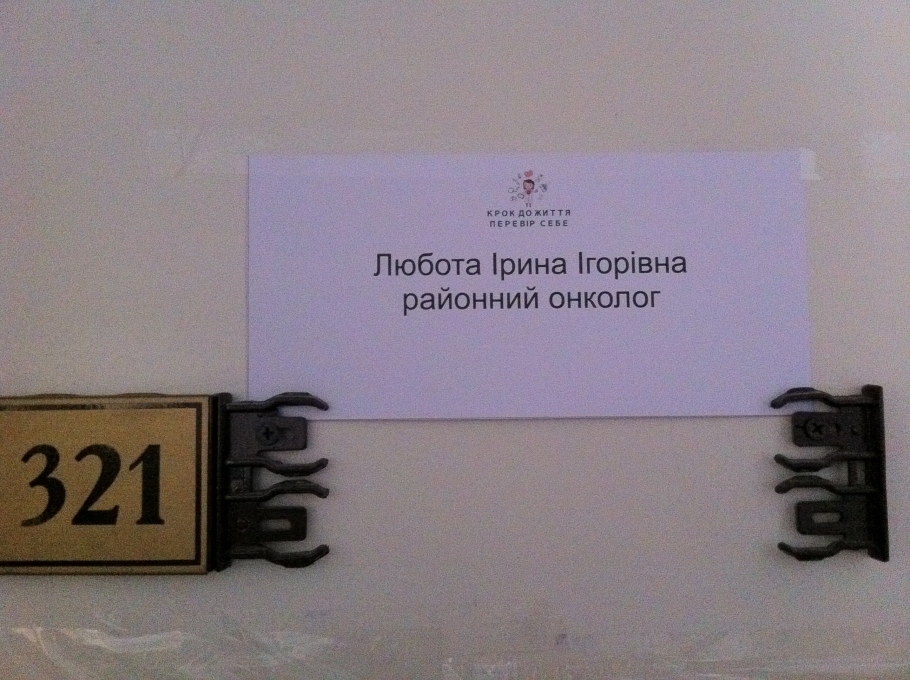 КРОК ДО ЖИТТЯ
ПЕРЕВІР СЕБЕ
Любота Ірина Ігорівна
районний онколог
321